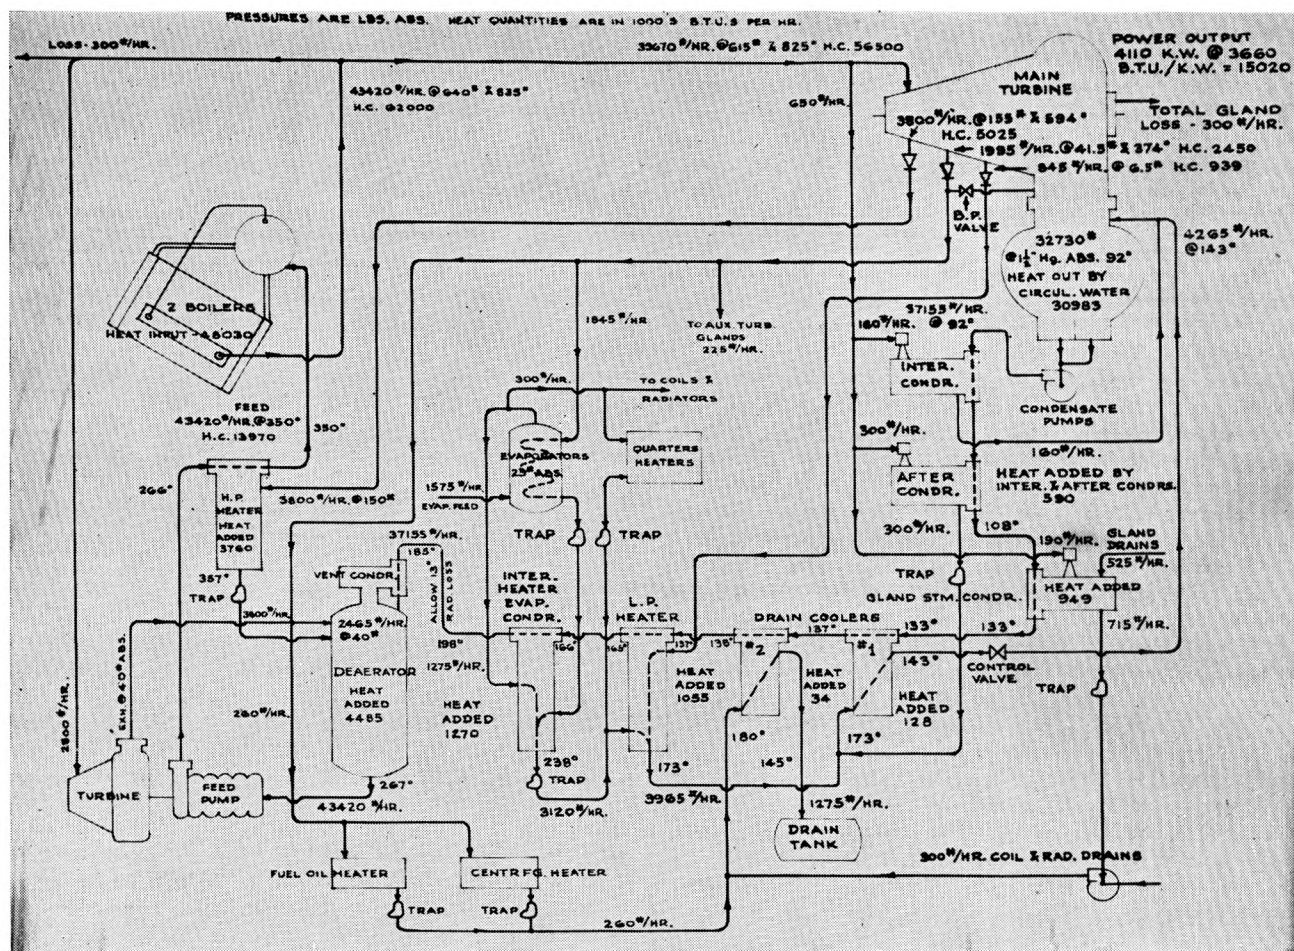 PRESSURES ARE LBS. ABS. HEAT QUANTITIES ARE IN 1000'S B.T.U.S PER HR.
LOSS-300#/HR.
39670#/HR. @ 615# & 825° H.C. 56500
POWER OUTPUT
4110 K.W. @ 3660
B.T.U./K.W. = 15020
43420#/HR. @ 640# & 835°
H.C. 62000
650#/HR.
MAIN
TURBINE
TOTAL GLAND
LOSS - 300#/HR.
3800#/HR. @ 155# & 594°
H.C. 5025
1995#/HR. @ 41.5# & 374° H.C. 2450
845#/HR. @ 6.5# H.C. 939
B.P.
VALVE
4265#/HR.
@ 143°
32730#
@ 1½" Hg. ABS. 92°
HEAT OUT BY
CIRCUL. WATER
30983
2 BOILERS
HEAT INPUT - 48030
1845#/HR.
TO AUX TURB
GLANDS
225#/HR.
37155#/HR.
@ 92°
160#/HR.
INTER.
CONDR.
CONDENSATE
PUMPS
300#/HR.
TO COILS &
RADIATORS
FEED
43420#/HR. @ 350°
H.C. 13970
350°
EVAPORATORS
25# ABS.
QUARTERS
HEATERS
300#/HR.
160#/HR.
AFTER
CONDR.
HEAT ADDED BY
INTER. & AFTER CONDRS.
590
266°
H.P.
HEATER
HEAT
ADDED
3760
3800#/HR. @ 150#
1575#/HR.
EVAP. FEED
TRAP
TRAP
300#/HR.
108°
190#/HR.
GLAND
DRAINS
525#/HR.
37155#/HR.
185°
VENT CONDR.
ALLOW 13°
RAD. LOSS
INTER.
HEATER
EVAP.
CONDR.
L.P.
HEATER
DRAIN COOLERS
TRAP
GLAND STM. CONDR.
HEAT ADDED
949
357°
TRAP
3800#/HR.
2465#/HR.
@ 40#
198°
166°
165°
137°
138°
#2
137°
#1
133°
133°
715#/HR.
DEAERATOR
HEAT
ADDED
4485
1275#/HR.
HEAT
ADDED
1270
HEAT
ADDED
1055
HEAT
ADDED
34
143°
HEAT
ADDED
128
CONTROL
VALVE
TRAP
2800#/HR.
EXH. @ 40# ABS.
260#/HR.
238°
TRAP
173°
180°
145°
173°
267°
TURBINE
FEED
PUMP
43420#/HR.
3120#/HR.
3965#/HR.
1275#/HR.
DRAIN
TANK
FUEL OIL HEATER
CENTRFG. HEATER
300#/HR. COIL & RAD. DRAINS
TRAP
TRAP
260#/HR.